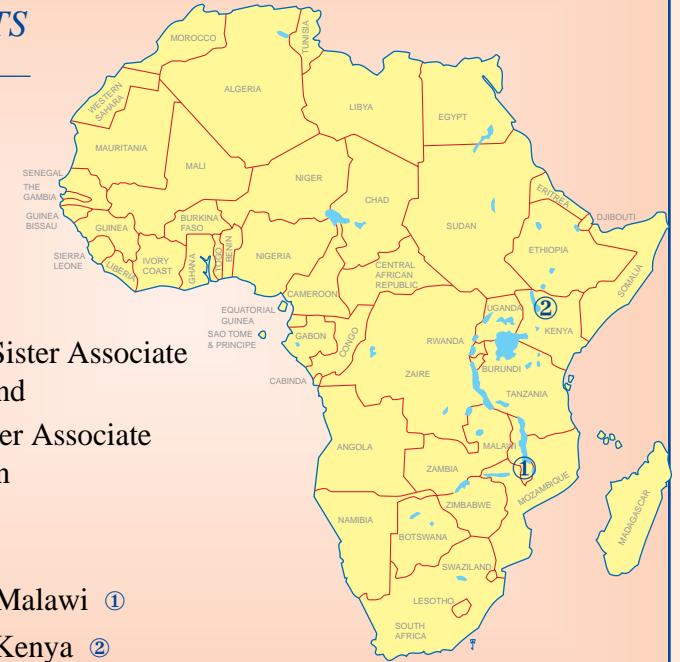 TS
MOROCCO
TUNISIA
ALGERIA
LIBYA
EGYPT
WESTERN
SAHARA
MAURITANIA
MALI
NIGER
CHAD
SUDAN
ERITREA
DJIBOUTI
SENEGAL
THE
GAMBIA
GUINEA
BISSAU
GUINEA
SIERRA
LEONE
LIBERIA
IVORY
COAST
BURKINA
FASO
GHANA
TOGO
BENIN
NIGERIA
CAMEROON
CENTRAL
AFRICAN
REPUBLIC
ETHIOPIA
SOMALIA
EQUATORIAL
GUINEA
SAO TOME
& PRINCIPE
GABON
CONGO
CABINDA
ZAIRE
UGANDA
②
KENYA
RWANDA
BURUNDI
TANZANIA
Sister Associate
nd
er Associate
n
ANGOLA
ZAMBIA
MALAWI
①
MOZAMBIQUE
ZIMBABWE
NAMIBIA
BOTSWANA
MADAGASCAR
SWAZILAND
LESOTHO
SOUTH
AFRICA
Malawi ①
Kenya ②